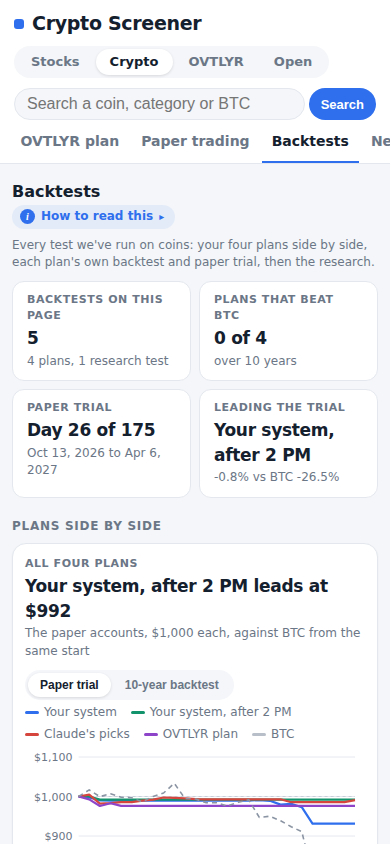 Crypto Screener
Stocks Crypto OVTLYR Open
Search a coin, category or BTC Search
OVTLYR plan Paper trading Backtests Ne
Backtests
i How to read this ▸
Every test we've run on coins: your four plans side by side,
each plan's own backtest and paper trial, then the research.
BACKTESTS ON THIS
PAGE
5
4 plans, 1 research test
PLANS THAT BEAT
BTC
0 of 4
over 10 years
PAPER TRIAL
Day 26 of 175
Oct 13, 2026 to Apr 6,
2027
LEADING THE TRIAL
Your system,
after 2 PM
-0.8% vs BTC -26.5%
PLANS SIDE BY SIDE
ALL FOUR PLANS
Your system, after 2 PM leads at
$992
The paper accounts, $1,000 each, against BTC from the
same start
Paper trial 10-year backtest
Your system Your system, after 2 PM
Claude's picks OVTLYR plan BTC
$1,100
$1,000
$900